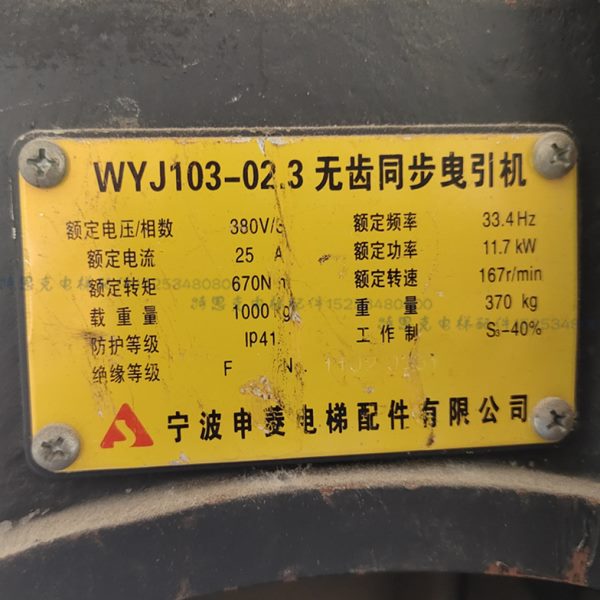 WYJ103-02.3 无齿同步曳引机
额定电压/相数 380V/3 额定频率 33.4Hz
额定电流 25 A 额定功率 11.7kW
额定转矩 670N 额定转速 167r/min
载重量 1000Kg 重量 370 kg
防护等级 IP41 工作制 S3-40%
绝缘等级 F N
宁波申菱电梯配件有限公司